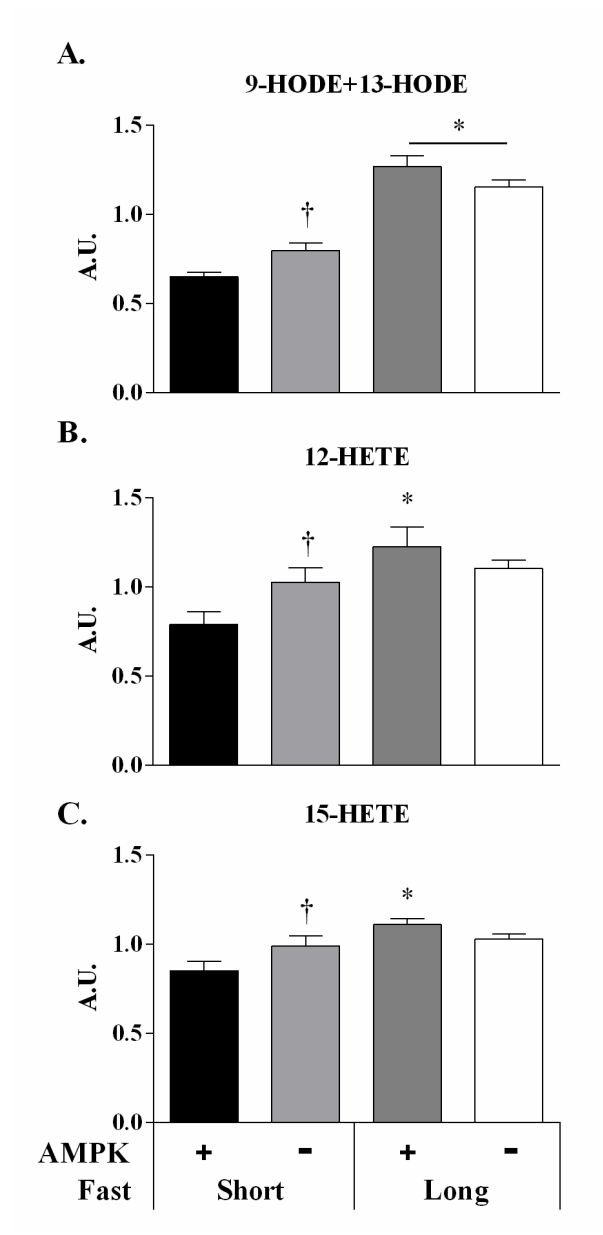 A.
9-HODE+13-HODE
1.5
*
†
1.0
A.U.
0.5
0.0
B.
12-HETE
1.5
*
†
1.0
A.U.
0.5
0.0
C.
15-HETE
1.5
† *
1.0
A.U.
0.5
0.0
AMPK + - + -
Fast Short Long